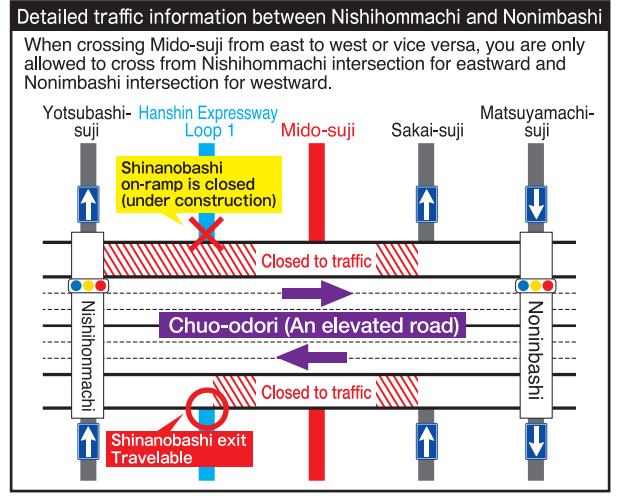 Detailed traffic information between Nishihommachi and Nonimbashi
When crossing Mido-suji from east to west or vice versa, you are only
allowed to cross from Nishihommachi intersection for eastward and
Nonimbashi intersection for westward.
Yotsubashi-
suji
Hanshin Expressway
Loop 1
Mido-suji
Sakai-suji
Matsuyamachi-
suji
Shinanobashi
on-ramp is closed
(under construction)
Closed to traffic
Nishihonmachi
Chuo-odori (An elevated road)
Noninbashi
Closed to traffic
Shinanobashi exit
Travelable